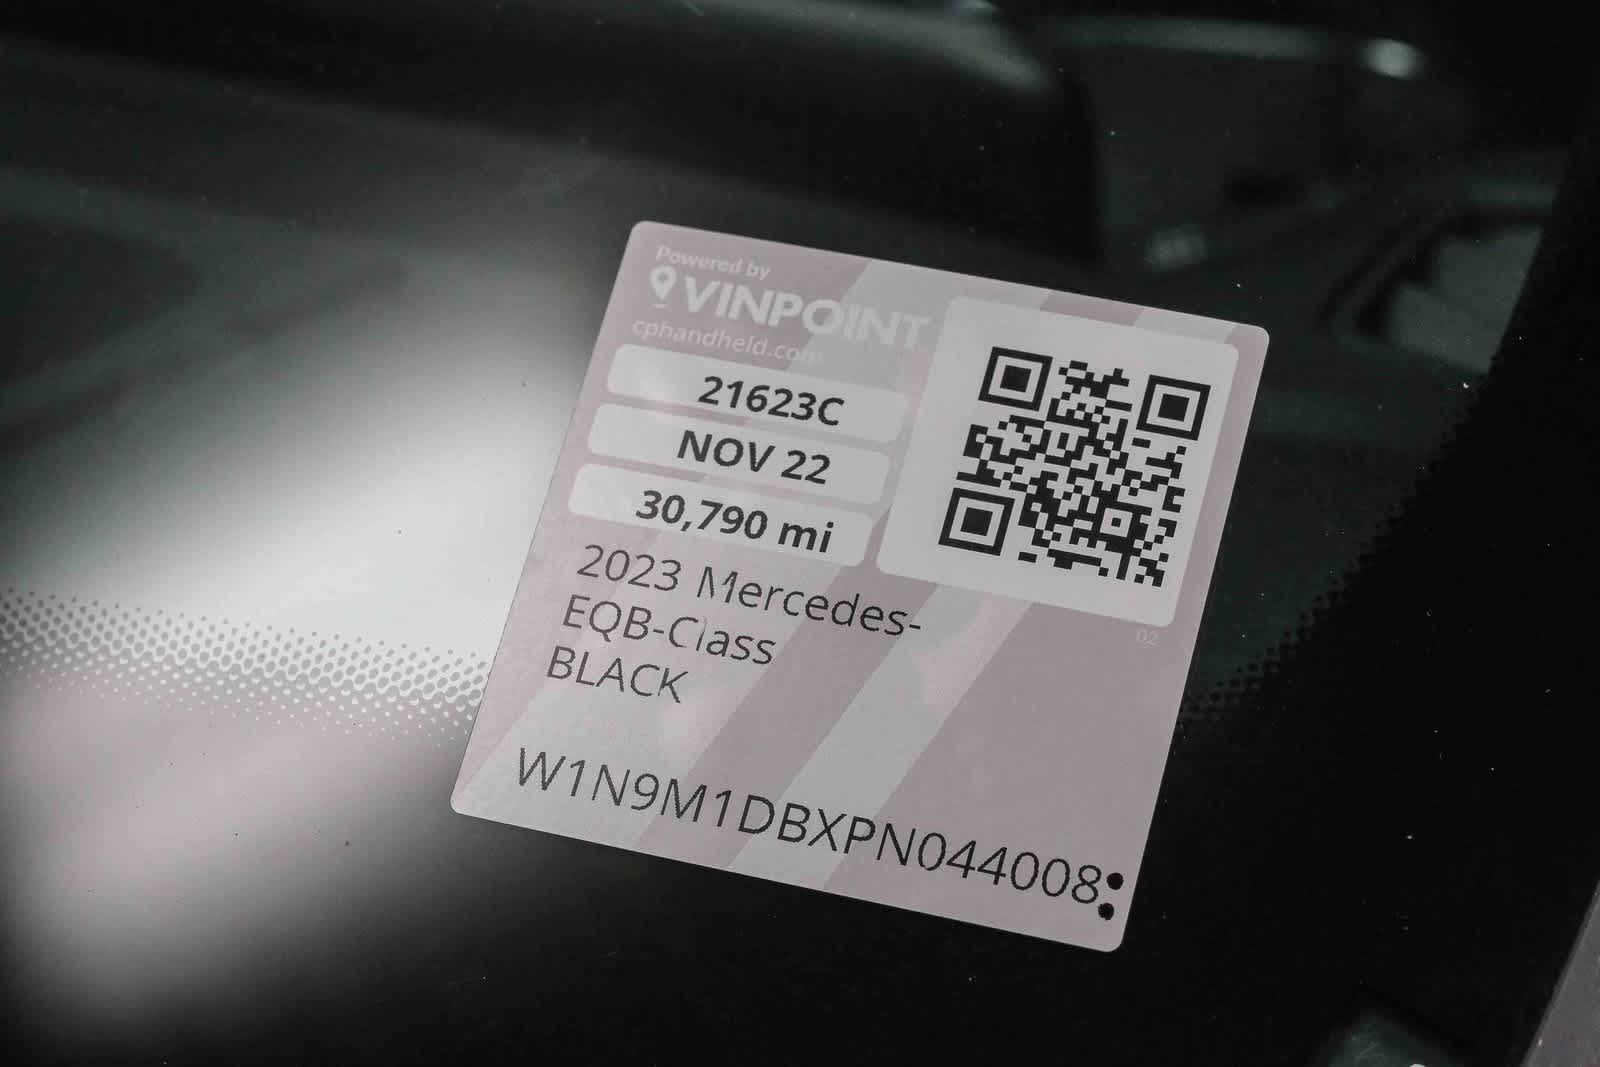 Powered by
VINPOINT
cphandheld.com
21623C
NOV 22
30,790 mi
2023 Mercedes-
EQB-Class
BLACK
02
W1N9M1DBXPN044008